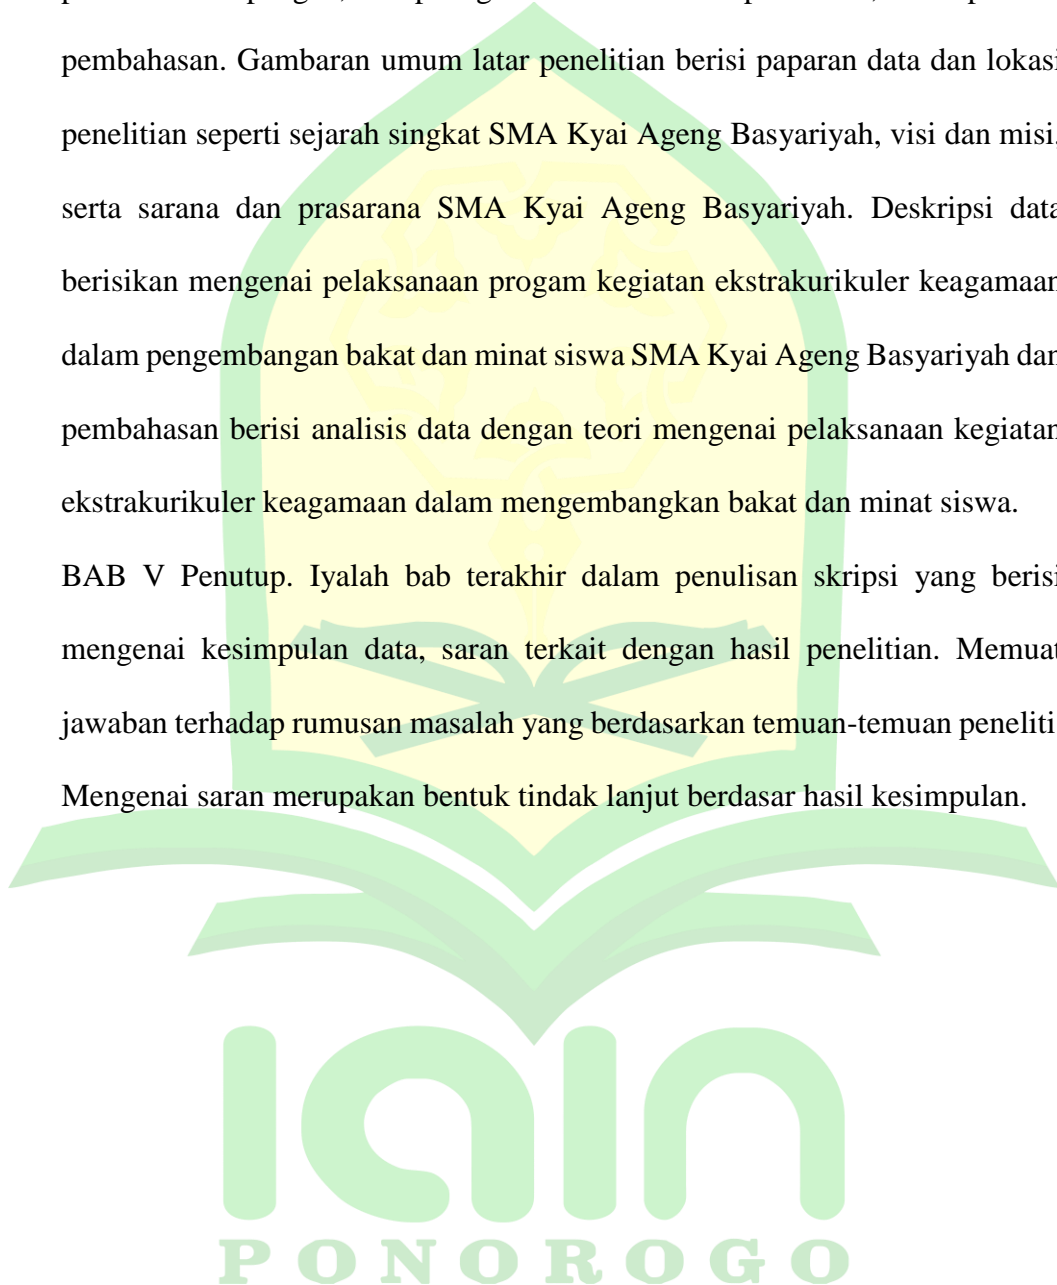 pembahasan. Gambaran umum latar penelitian berisi paparan data dan lokasi
penelitian seperti sejarah singkat SMA Kyai Ageng Basyariyah, visi dan misi,
serta sarana dan prasarana SMA Kyai Ageng Basyariyah. Deskripsi data
berisikan mengenai pelaksanaan progam kegiatan ekstrakurikuler keagamaan
dalam pengembangan bakat dan minat siswa SMA Kyai Ageng Basyariyah dan
pembahasan berisi analisis data dengan teori mengenai pelaksanaan kegiatan
ekstrakurikuler keagamaan dalam mengembangkan bakat dan minat siswa.
BAB V Penutup. Iyalah bab terakhir dalam penulisan skripsi yang berisi
mengenai kesimpulan data, saran terkait dengan hasil penelitian. Memuat
jawaban terhadap rumusan masalah yang berdasarkan temuan-temuan peneliti
Mengenai saran merupakan bentuk tindak lanjut berdasar hasil kesimpulan.
iain
PONOROGO